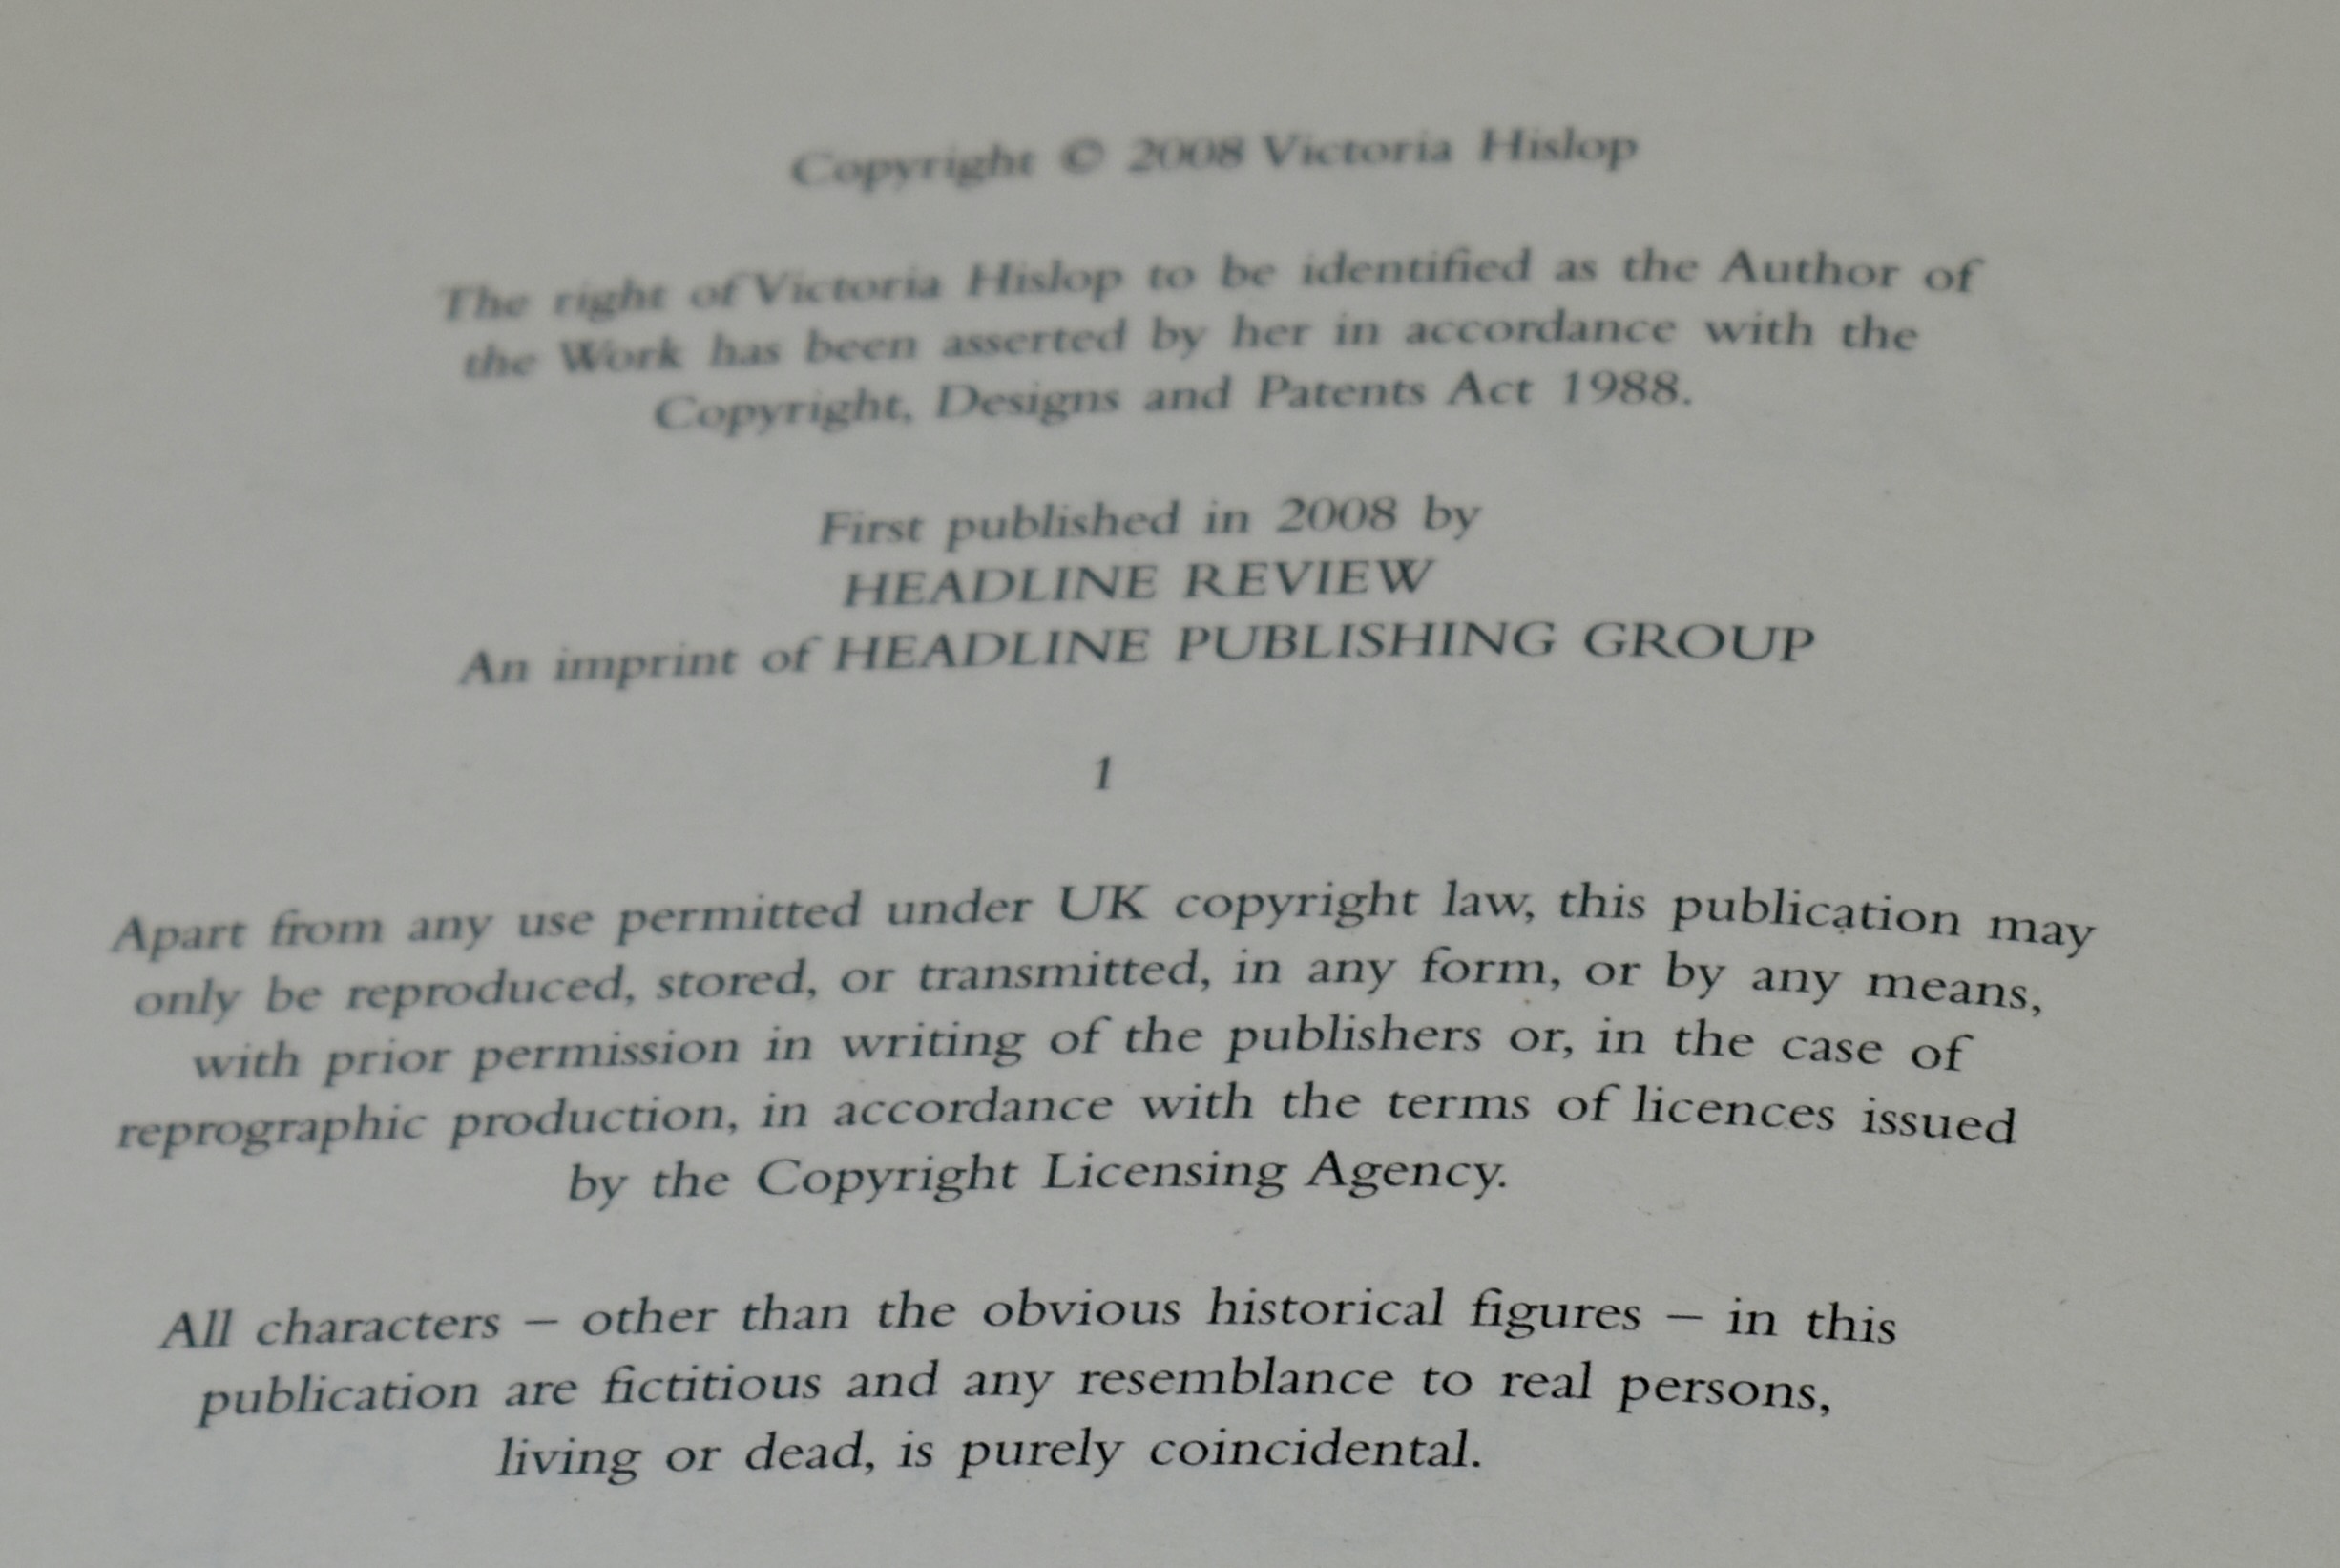 Copyright © 2008 Victoria Hislop
The right of Victoria Hislop to be identified as the Author of
the Work has been asserted by her in accordance with the
Copyright, Designs and Patents Act 1988.
First published in 2008 by
HEADLINE REVIEW
An imprint of HEADLINE PUBLISHING GROUP
1
Apart from any use permitted under UK copyright law, this publication may
only be reproduced, stored, or transmitted, in any form, or by any means,
with prior permission in writing of the publishers or, in the case of
reprographic production, in accordance with the terms of licences issued
by the Copyright Licensing Agency.
All characters – other than the obvious historical figures – in this
publication are fictitious and any resemblance to real persons,
living or dead, is purely coincidental.